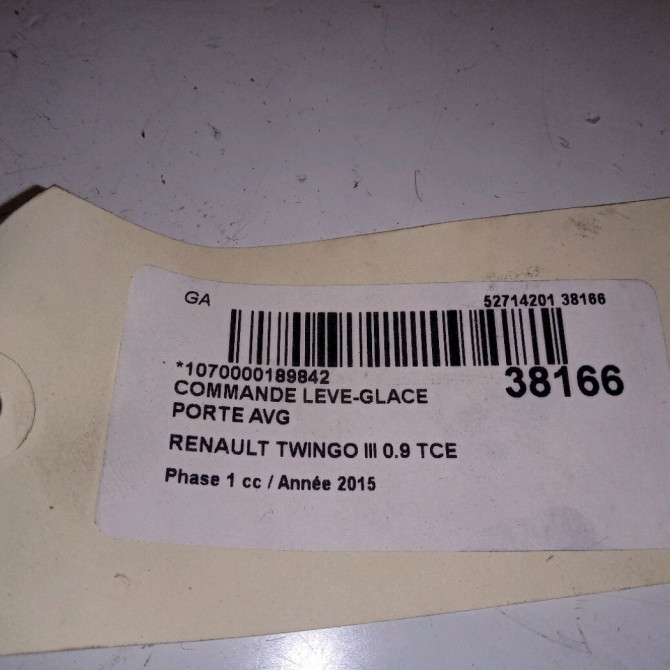 GA
52714201 38166
*1070000189842
38166
COMMANDE LEVE-GLACE
PORTE AVG
RENAULT TWINGO III 0.9 TCE
Phase 1 cc / Année 2015